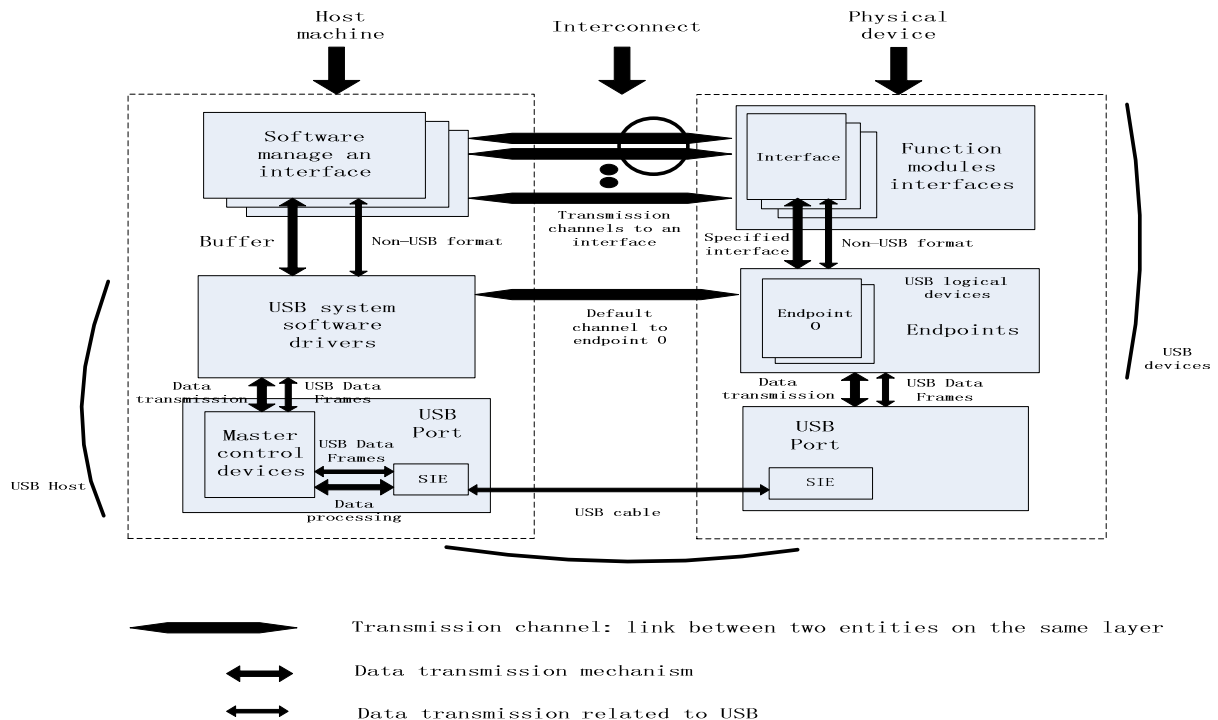 Host
machine
Interconnect
Physical
device
Software
manage an
interface
Interface
Function
modules
interfaces
Buffer
Non-USB format
Transmission
channels to an
interface
Specified
interface
Non-USB format
USB system
software
drivers
Default
channel to
endpoint 0
USB logical
devices
Endpoint
0
Endpoints
USB
devices
Data
transmission
USB Data
Frames
Data
transmission
USB Data
Frames
USB
Port
Master
control
devices
USB Data
Frames
SIE
Data
processing
USB
Port
SIE
USB Host
USB cable
Transmission channel: link between two entities on the same layer
Data transmission mechanism
Data transmission related to USB